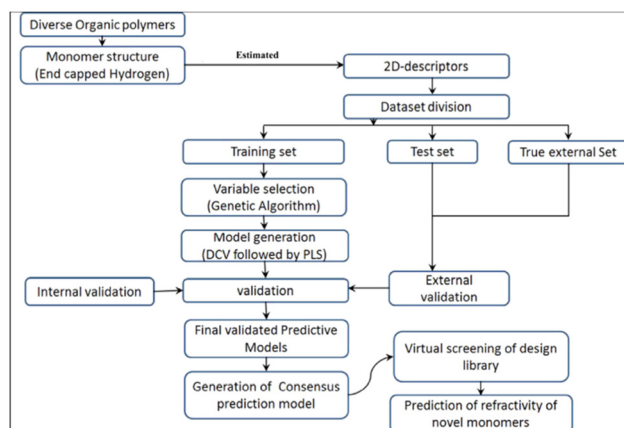 Diverse Organic polymers
Monomer structure
(End capped Hydrogen)
Estimated
2D-descriptors
Dataset division
Training set
Test set
True external Set
Variable selection
(Genetic Algorithm)
Model generation
(DCV followed by PLS)
Internal validation
validation
External
validation
Final validated Predictive
Models
Generation of Consensus
prediction model
Virtual screening of design
library
Prediction of refractivity of
novel monomers